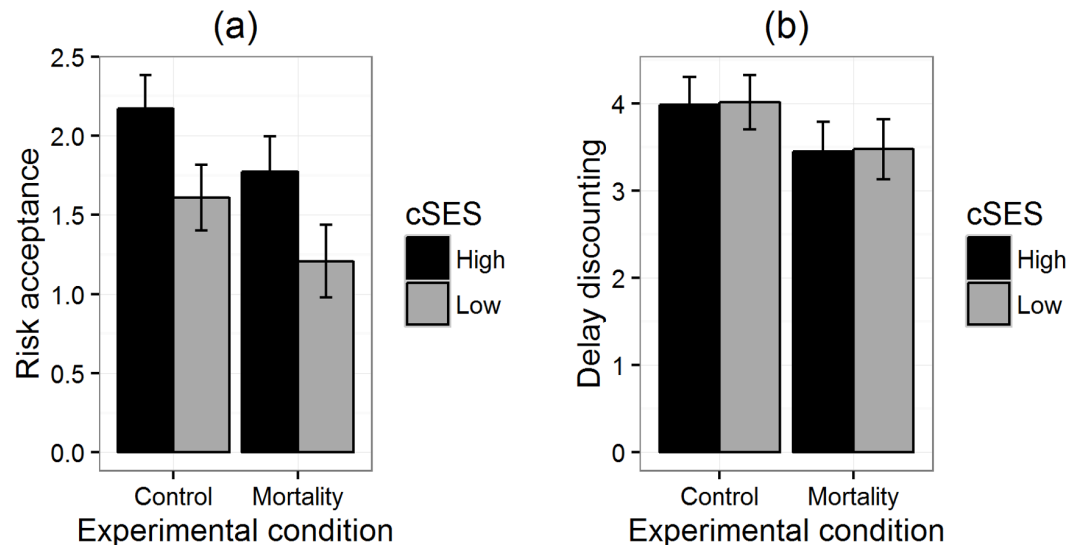 (a)
Risk acceptance
2.5
2.0
1.5
1.0
0.5
0.0
Control Mortality
Experimental condition
cSES
High
Low
(b)
Delay discounting
4
3
2
1
0
Control Mortality
Experimental condition
cSES
High
Low